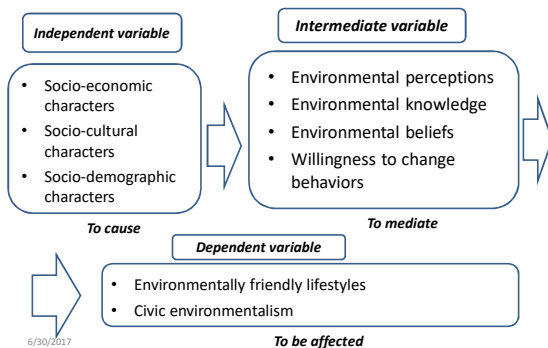 Independent variable
• Socio-economic
characters
• Socio-cultural
characters
• Socio-demographic
characters
To cause
Intermediate variable
• Environmental perceptions
• Environmental knowledge
• Environmental beliefs
• Willingness to change
behaviors
To mediate
Dependent variable
• Environmentally friendly lifestyles
• Civic environmentalism
6/30/2017
To be affected